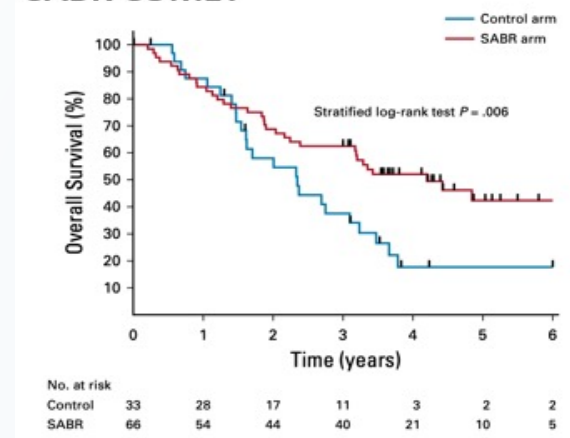 Control arm
SABR arm
Stratified log-rank test P = .006
Overall Survival (%)
100
90
80
70
60
50
40
30
20
10
0 1 2 3 4 5 6
Time (years)
No. at risk
Control 33 28 17 11 3 2 2
SABR 66 54 44 40 21 10 5